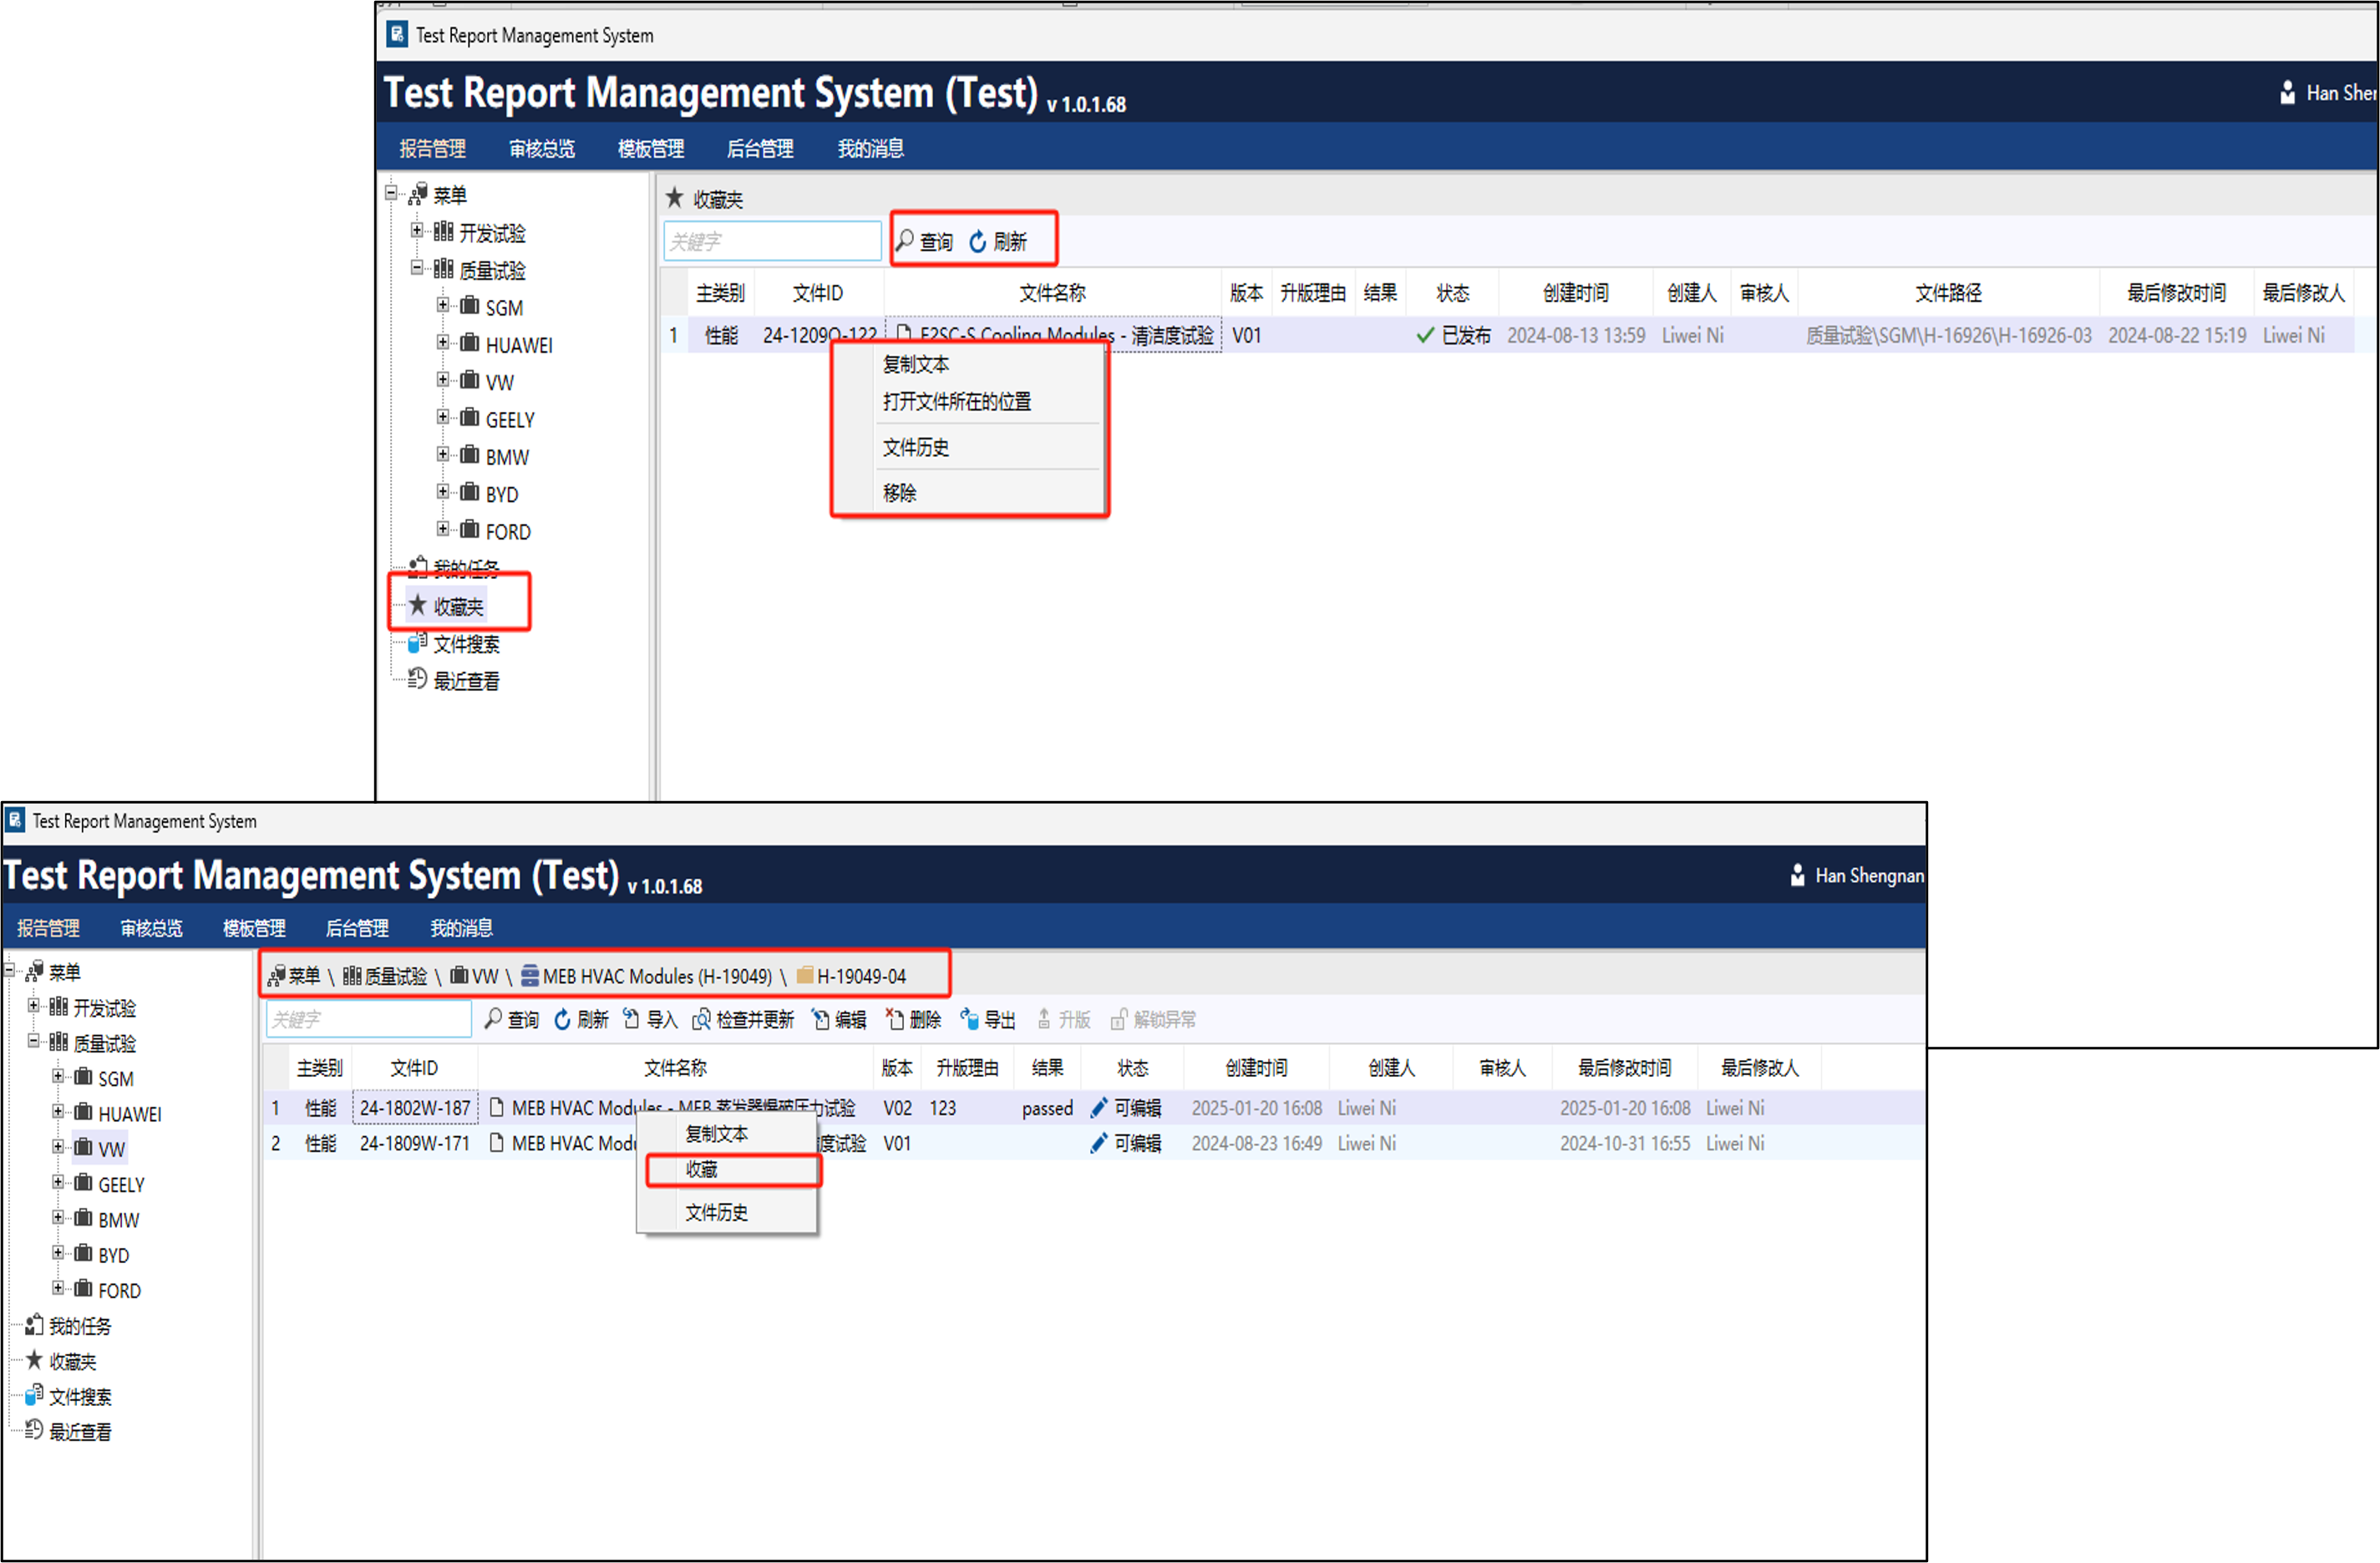 Test Report Management System
Test Report Management System (Test) v 1.0.1.68
Han Sher
报告管理 审核总览 模板管理 后台管理 我的消息
菜单
开发试验
质量试验
SGM
HUAWEI
VW
GEELY
BMW
BYD
FORD
我的任务
收藏夹
文件搜索
最近查看
收藏夹
关键字 查询 刷新
主类别 文件ID 文件名称 版本 升版理由 结果 状态 创建时间 创建人 审核人 文件路径 最后修改时间 最后修改人
1 性能 24-1209Q-122 E2SC-S Cooling Modules - 清洁度试验 V01 已发布 2024-08-13 13:59 Liwei Ni 质量试验\SGM\H-16926\H-16926-03 2024-08-22 15:19 Liwei Ni
复制文本
打开文件所在的位置
文件历史
移除
Test Report Management System
Test Report Management System (Test) v 1.0.1.68
Han Shengnan
报告管理 审核总览 模板管理 后台管理 我的消息
菜单
开发试验
质量试验
SGM
HUAWEI
VW
GEELY
BMW
BYD
FORD
我的任务
收藏夹
文件搜索
最近查看
菜单 \ 质量试验 \ VW \ MEB HVAC Modules (H-19049) \ H-19049-04
关键字 查询 刷新 导入 检查并更新 编辑 删除 导出 升版 解锁异常
主类别 文件ID 文件名称 版本 升版理由 结果 状态 创建时间 创建人 审核人 最后修改时间 最后修改人
1 性能 24-1802W-187 MEB HVAC Modules - MEB 蒸发器爆破压力试验 V02 123 passed 可编辑 2025-01-20 16:08 Liwei Ni 2025-01-20 16:08 Liwei Ni
2 性能 24-1809W-171 MEB HVAC Modu 度试验 V01 可编辑 2024-08-23 16:49 Liwei Ni 2024-10-31 16:55 Liwei Ni
复制文本
收藏
文件历史